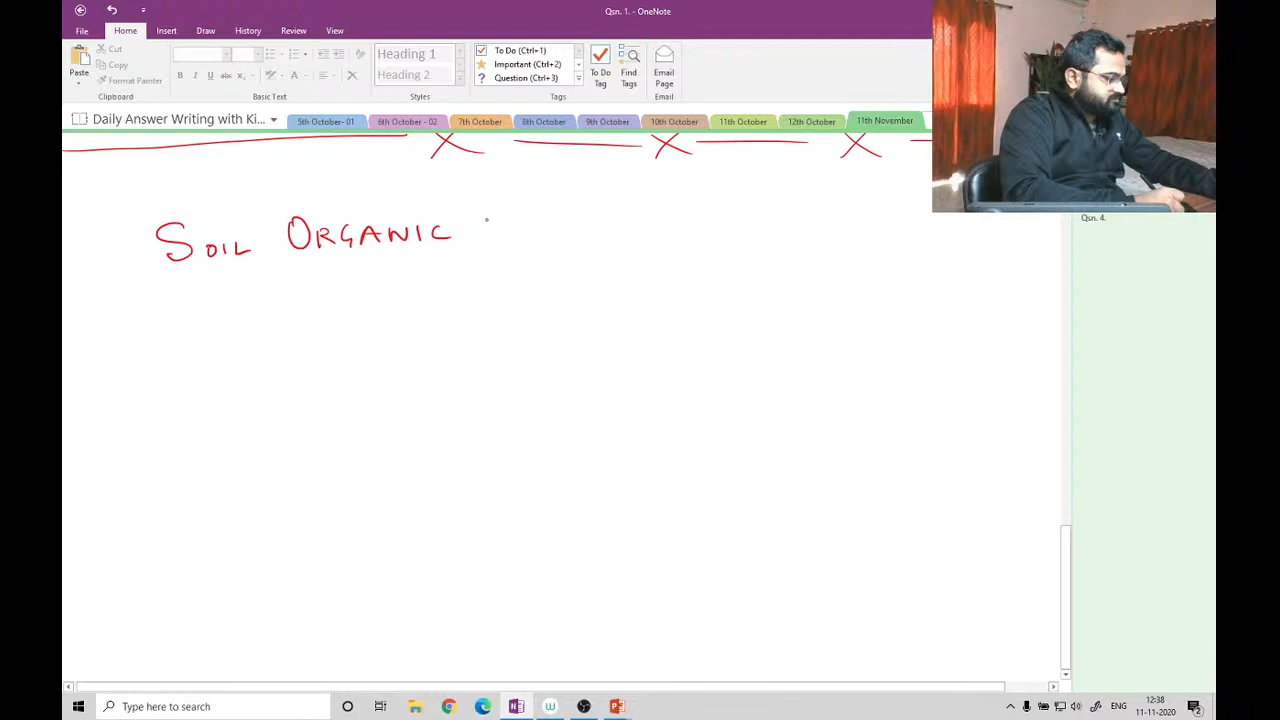 Qsn. 1. - OneNote
File Home Insert Draw History Review View
Cut
Copy
Paste
Format Painter
Clipboard
B I U abc X A
Basic Text
Heading 1
Heading 2
Styles
To Do (Ctrl+1)
Important (Ctrl+2)
Question (Ctrl+3)
To Do Tag
Find Tags
Tags
Email Page
Email
Daily Answer Writing with Ki... 5th October- 01 6th October - 02 7th October 8th October 9th October 10th October 11th October 12th October 11th November
Qsn. 4.
SOIL ORGANIC
Type here to search
ENG
12:38
11-11-2020
2